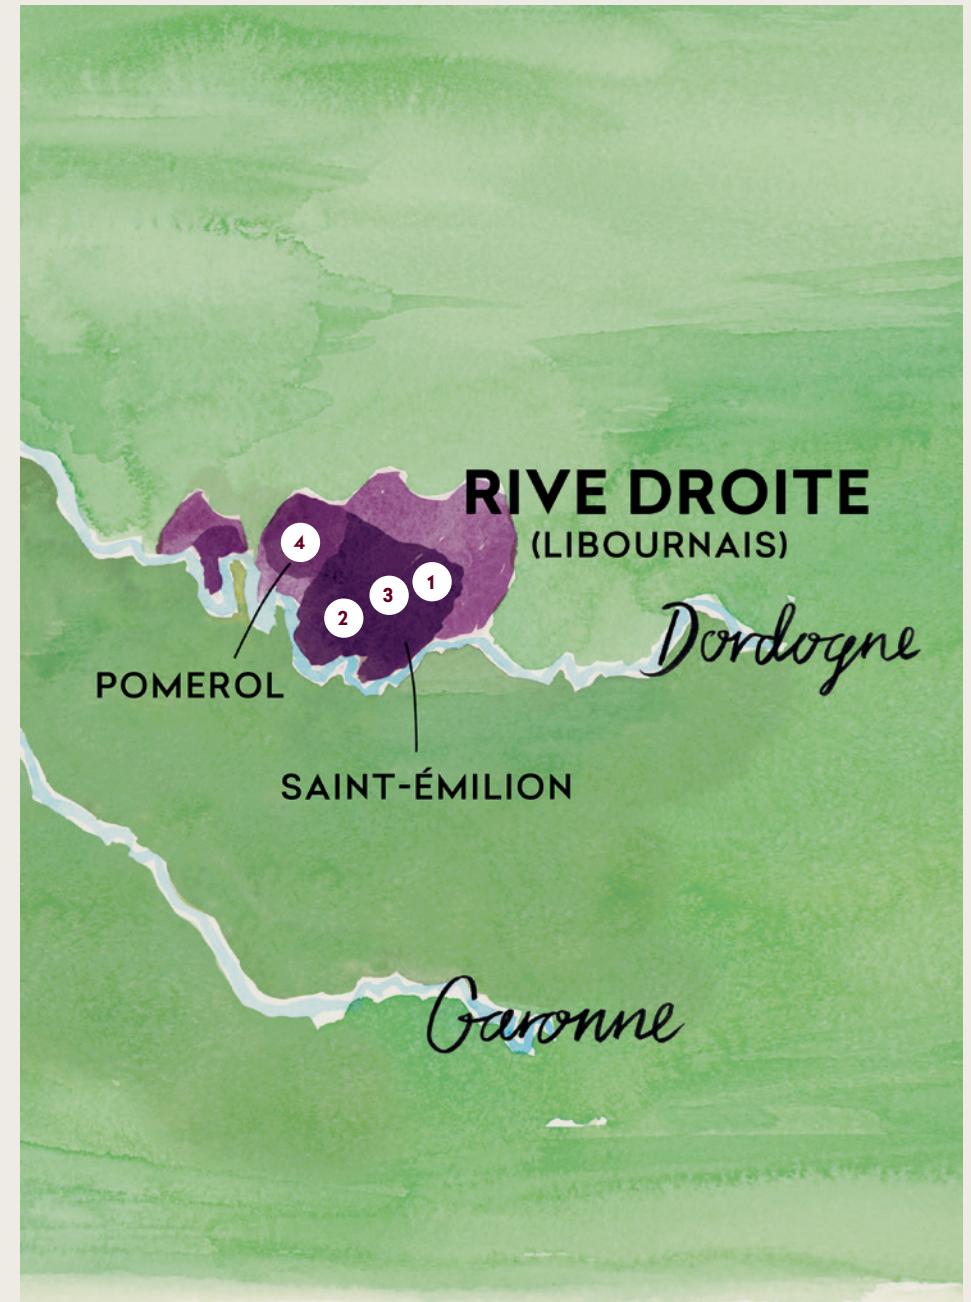 RIVE DROITE
(LIBOURNAIS)
4
1
3
2
Dordogne
POMEROL
SAINT-ÉMILION
Garonne